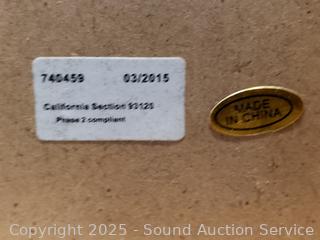 740459 03/2015
California Section 93120
Phase 2 compliant
MADE
IN CHINA
Copyright 2025 - Sound Auction Service